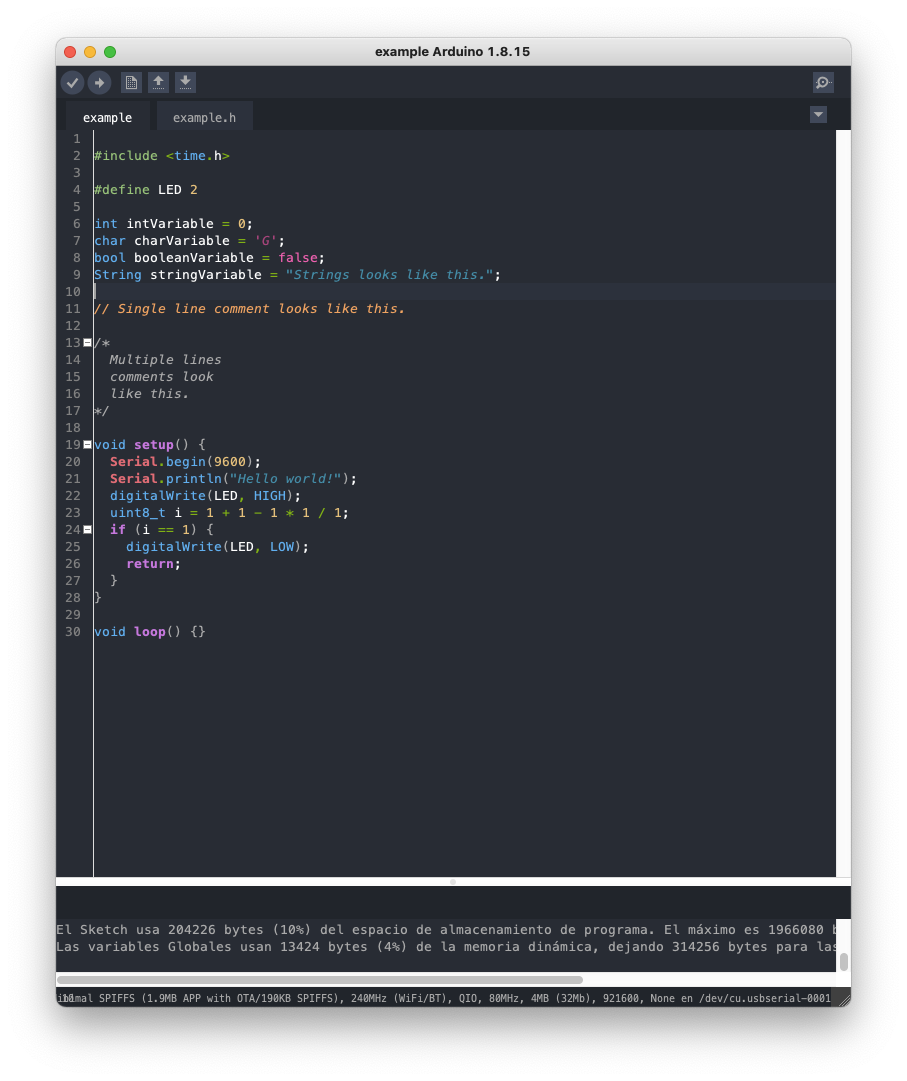 example Arduino 1.8.15
example example.h
1
2 #include <time.h>
3
4 #define LED 2
5
6 int intVariable = 0;
7 char charVariable = 'G';
8 bool booleanVariable = false;
9 String stringVariable = "Strings looks like this.";
10
11 // Single line comment looks like this.
12
13 /*
14   Multiple lines
15   comments look
16   like this.
17 */
18
19 void setup() {
20   Serial.begin(9600);
21   Serial.println("Hello world!");
22   digitalWrite(LED, HIGH);
23   uint8_t i = 1 + 1 - 1 * 1 / 1;
24   if (i == 1) {
25     digitalWrite(LED, LOW);
26     return;
27   }
28 }
29
30 void loop() {}
El Sketch usa 204226 bytes (10%) del espacio de almacenamiento de programa. El máximo es 1966080
Las variables Globales usan 13424 bytes (4%) de la memoria dinámica, dejando 314256 bytes para las
SPIFFS (1.9MB APP with OTA/190KB SPIFFS), 240MHz (WiFi/BT), QIO, 80MHz, 4MB (32Mb), 921600, None en /dev/cu.usbserial-0001